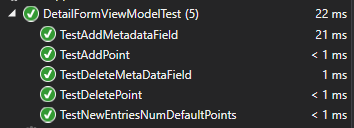 DetailFormViewModelTest (5) 22 ms
TestAddMetadataField 21 ms
TestAddPoint < 1 ms
TestDeleteMetaDataField 1 ms
TestDeletePoint < 1 ms
TestNewEntriesNumDefaultPoints < 1 ms